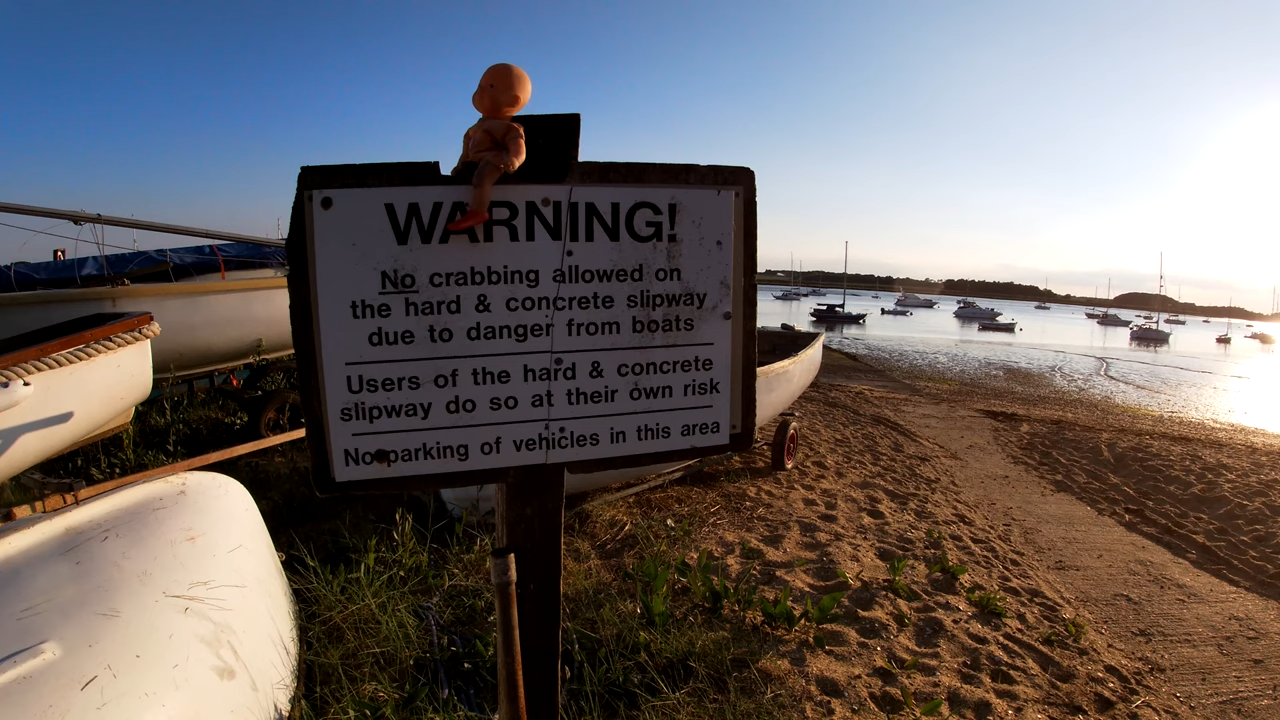 WARNING!
No crabbing allowed on
the hard & concrete slipway
due to danger from boats
Users of the hard & concrete
slipway do so at their own risk
No parking of vehicles in this area